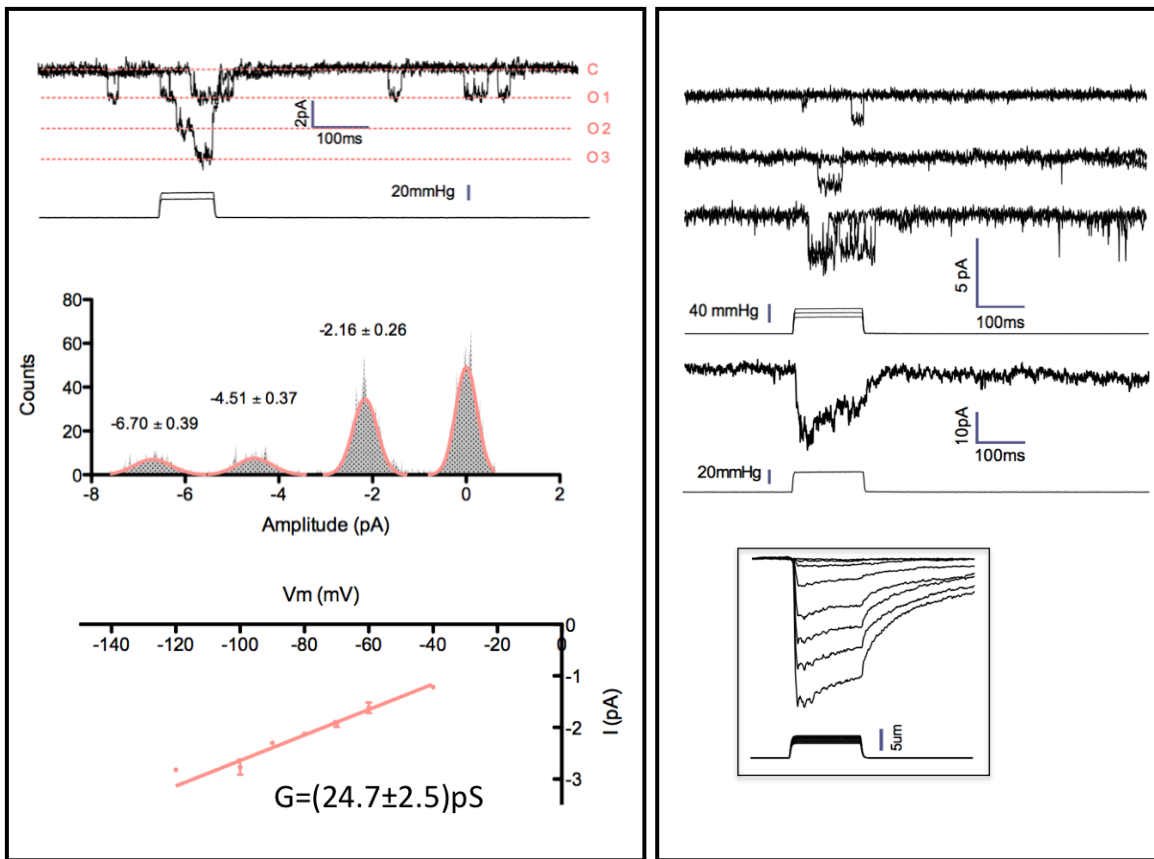 C
O1
2pA
100ms
O2
O3
20mmHg
80
60
40
20
0
Counts
-2.16 ± 0.26
-4.51 ± 0.37
-6.70 ± 0.39
-8 -6 -4 -2 0 2
Amplitude (pA)
Vm (mV)
-140 -120 -100 -80 -60 -40 -20 0
0
-1
-2
-3
I (pA)
G=(24.7±2.5)pS
5 pA
100ms
40 mmHg
10pA
100ms
20mmHg
5um